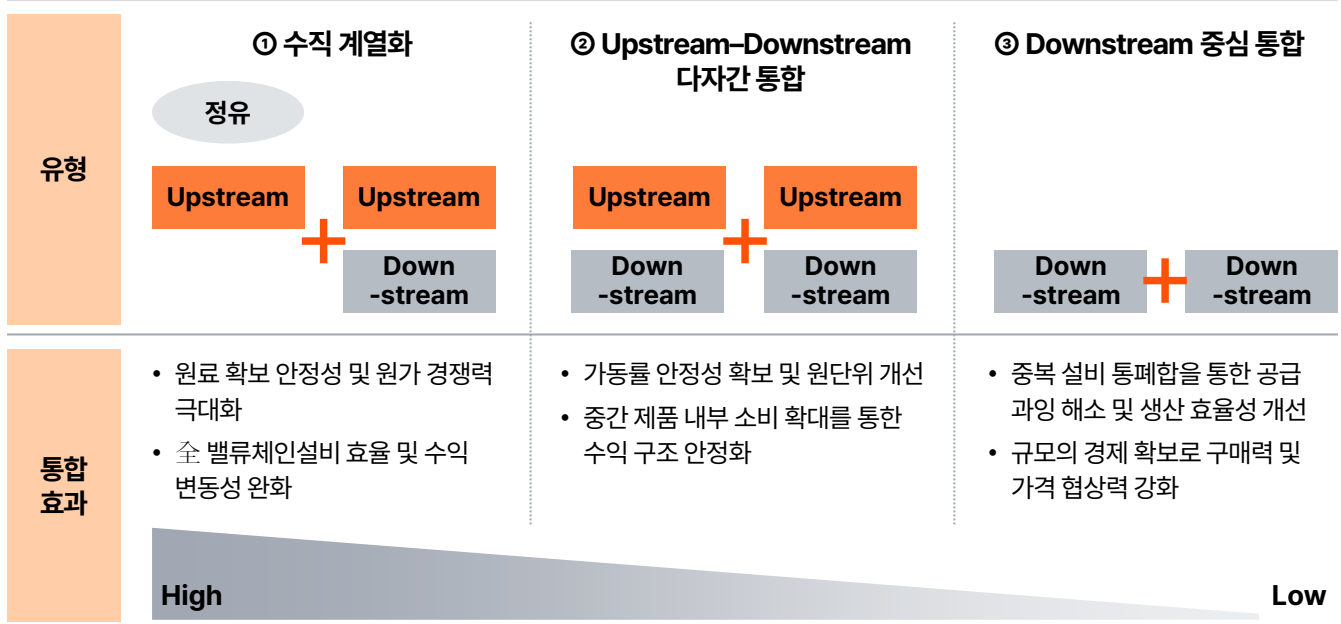 유형
① 수직 계열화
정유
Upstream
+
Upstream
Down
-stream
② Upstream–Downstream
다자간 통합
Upstream
+
Upstream
Down
-stream
Down
-stream
③ Downstream 중심 통합
Down
-stream
+
Down
-stream
통합
효과
• 원료 확보 안정성 및 원가 경쟁력
극대화
• 全 밸류체인설비 효율 및 수익
변동성 완화
• 가동률 안정성 확보 및 원단위 개선
• 중간 제품 내부 소비 확대를 통한
수익 구조 안정화
• 중복 설비 통폐합을 통한 공급
과잉 해소 및 생산 효율성 개선
• 규모의 경제 확보로 구매력 및
가격 협상력 강화
High
Low